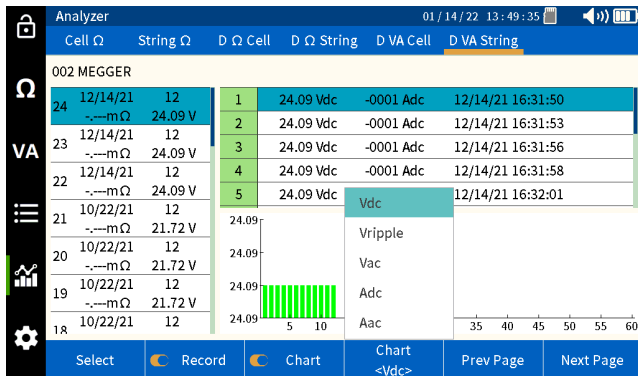 Analyzer 01/14/22 13:49:35
Cell Ω String Ω D Ω Cell D Ω String D VA Cell D VA String
002 MEGGER
Ω
VA
24 12/14/21 12
-.---mΩ 24.09 V
23 12/14/21 12
-.---mΩ 24.09 V
22 12/14/21 12
-.---mΩ 24.09 V
21 10/22/21 12
-.---mΩ 21.72 V
20 10/22/21 12
-.---mΩ 21.72 V
19 10/22/21 12
-.---mΩ 21.72 V
18 10/22/21 12
1 24.09 Vdc -0001 Adc 12/14/21 16:31:50
2 24.09 Vdc -0001 Adc 12/14/21 16:31:53
3 24.09 Vdc -0001 Adc 12/14/21 16:31:56
4 24.09 Vdc -0001 Adc 12/14/21 16:31:58
5 24.09 Vdc 12/14/21 16:32:01
Vdc
Vripple
Vac
Adc
Aac
24.09
24.09
24.09
24.09
5 10 35 40 45 50 55 60
Select Record Chart Chart Prev Page Next Page
<Vdc>